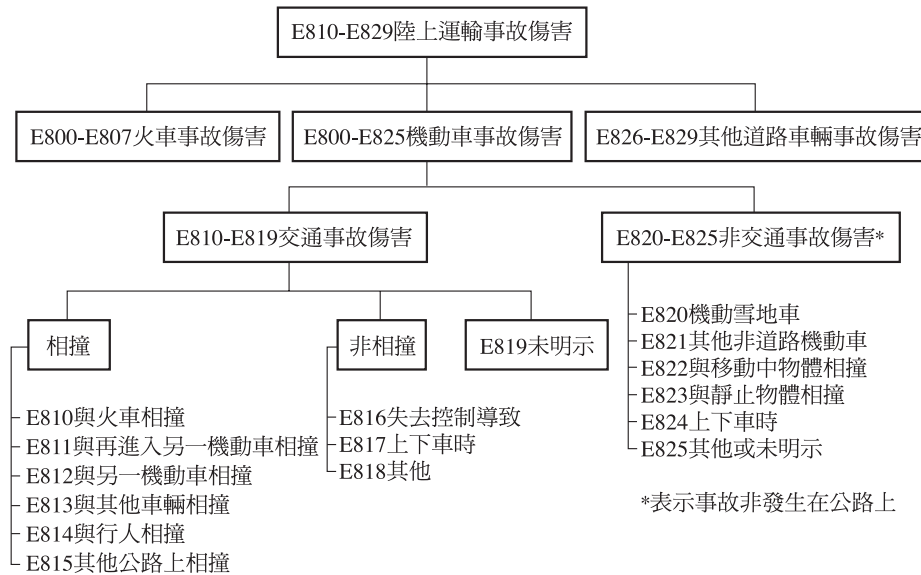 E810-E829陸上運輸事故傷害
E800-E807火車事故傷害
E800-E825機動車事故傷害
E826-E829其他道路車輛事故傷害
E810-E819交通事故傷害
E820-E825非交通事故傷害*
相撞
非相撞
E819未明示
E810與火車相撞
E811與再進入另一機動車相撞
E812與另一機動車相撞
E813與其他車輛相撞
E814與行人相撞
E815其他公路上相撞
E816失去控制導致
E817上下車時
E818其他
E820機動雪地車
E821其他非道路機動車
E822與移動中物體相撞
E823與靜止物體相撞
E824上下車時
E825其他或未明示
*表示事故非發生在公路上